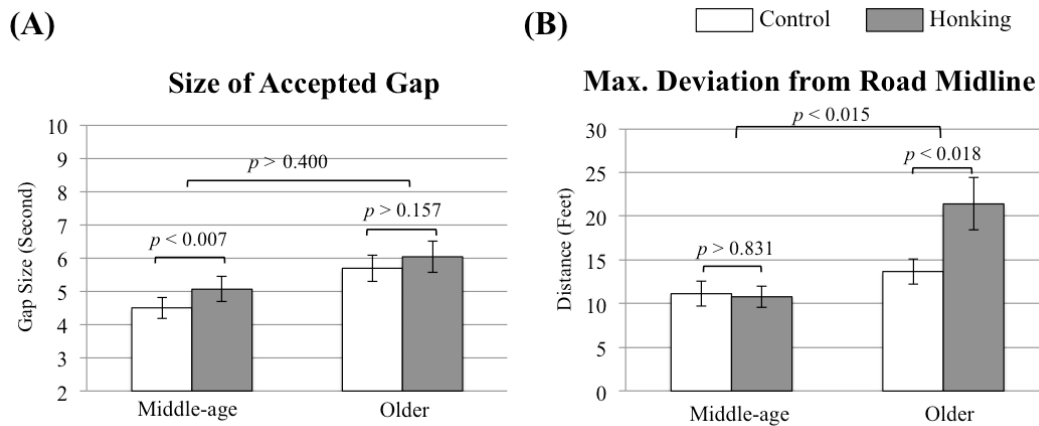 (A)
(B)
Control
Honking
Size of Accepted Gap
Gap Size (Second)
10
9
8
7
6
5
4
3
2
p > 0.400
p < 0.007
p > 0.157
Middle-age
Older
Max. Deviation from Road Midline
Distance (Feet)
30
25
20
15
10
5
0
p < 0.015
p < 0.018
p > 0.831
Middle-age
Older